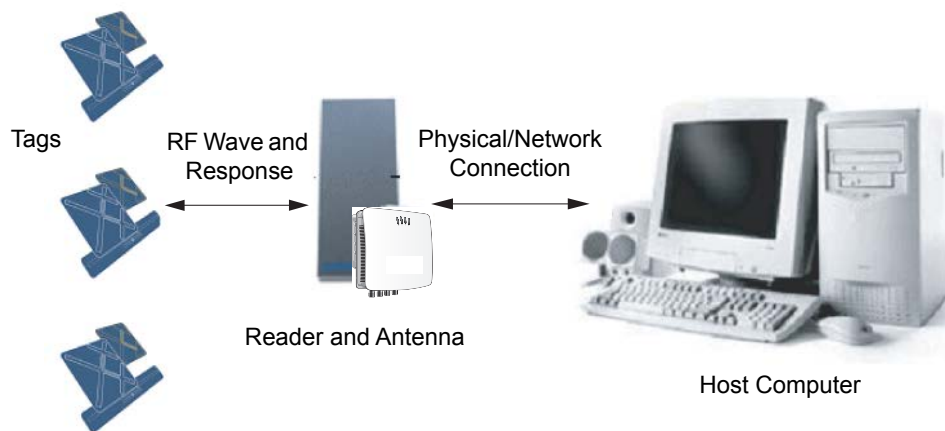 Tags
RF Wave and
Response
Physical/Network
Connection
Reader and Antenna
Host Computer